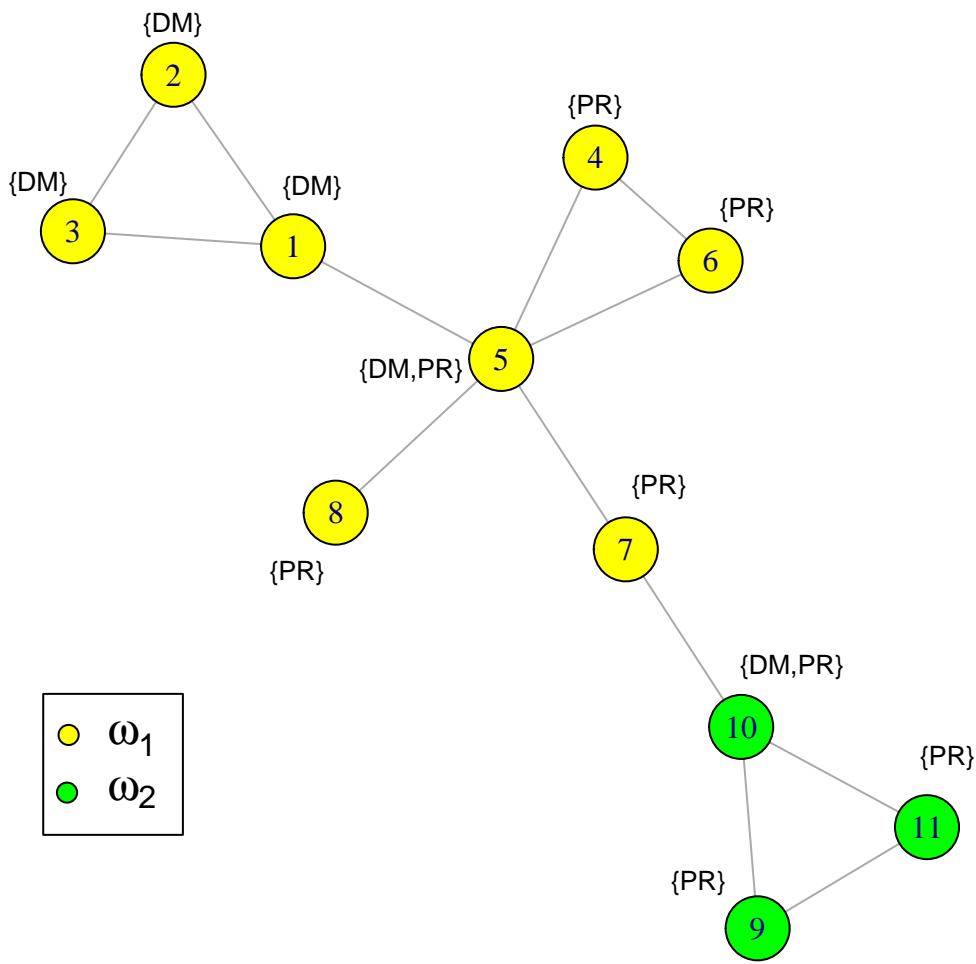 {DM}
2
{PR}
4
{DM}
3
{DM}
1
{PR}
6
{DM,PR}
5
8
{PR}
{PR}
7
{DM,PR}
10
{PR}
11
{PR}
9
ω1
ω2